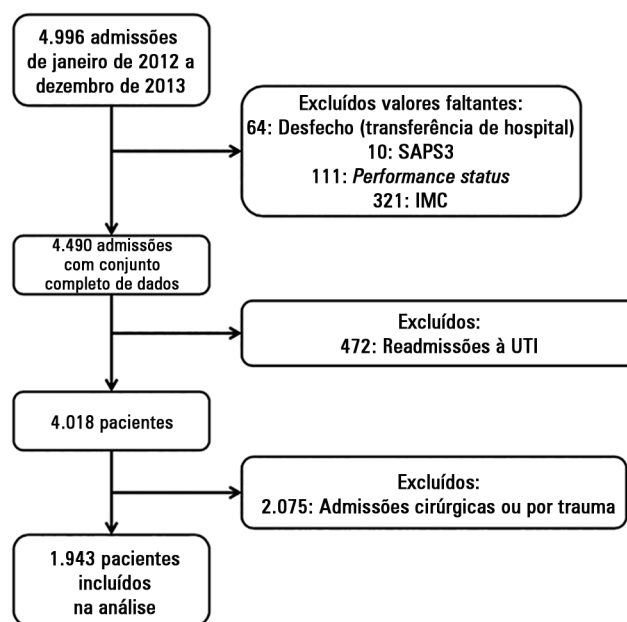 4.996 admissões
de janeiro de 2012 a
dezembro de 2013
Excluídos valores faltantes:
64: Desfecho (transferência de hospital)
10: SAPS3
111: Performance status
321: IMC
4.490 admissões
com conjunto
completo de dados
Excluídos:
472: Readmissões à UTI
4.018 pacientes
Excluídos:
2.075: Admissões cirúrgicas ou por trauma
1.943 pacientes
incluídos
na análise